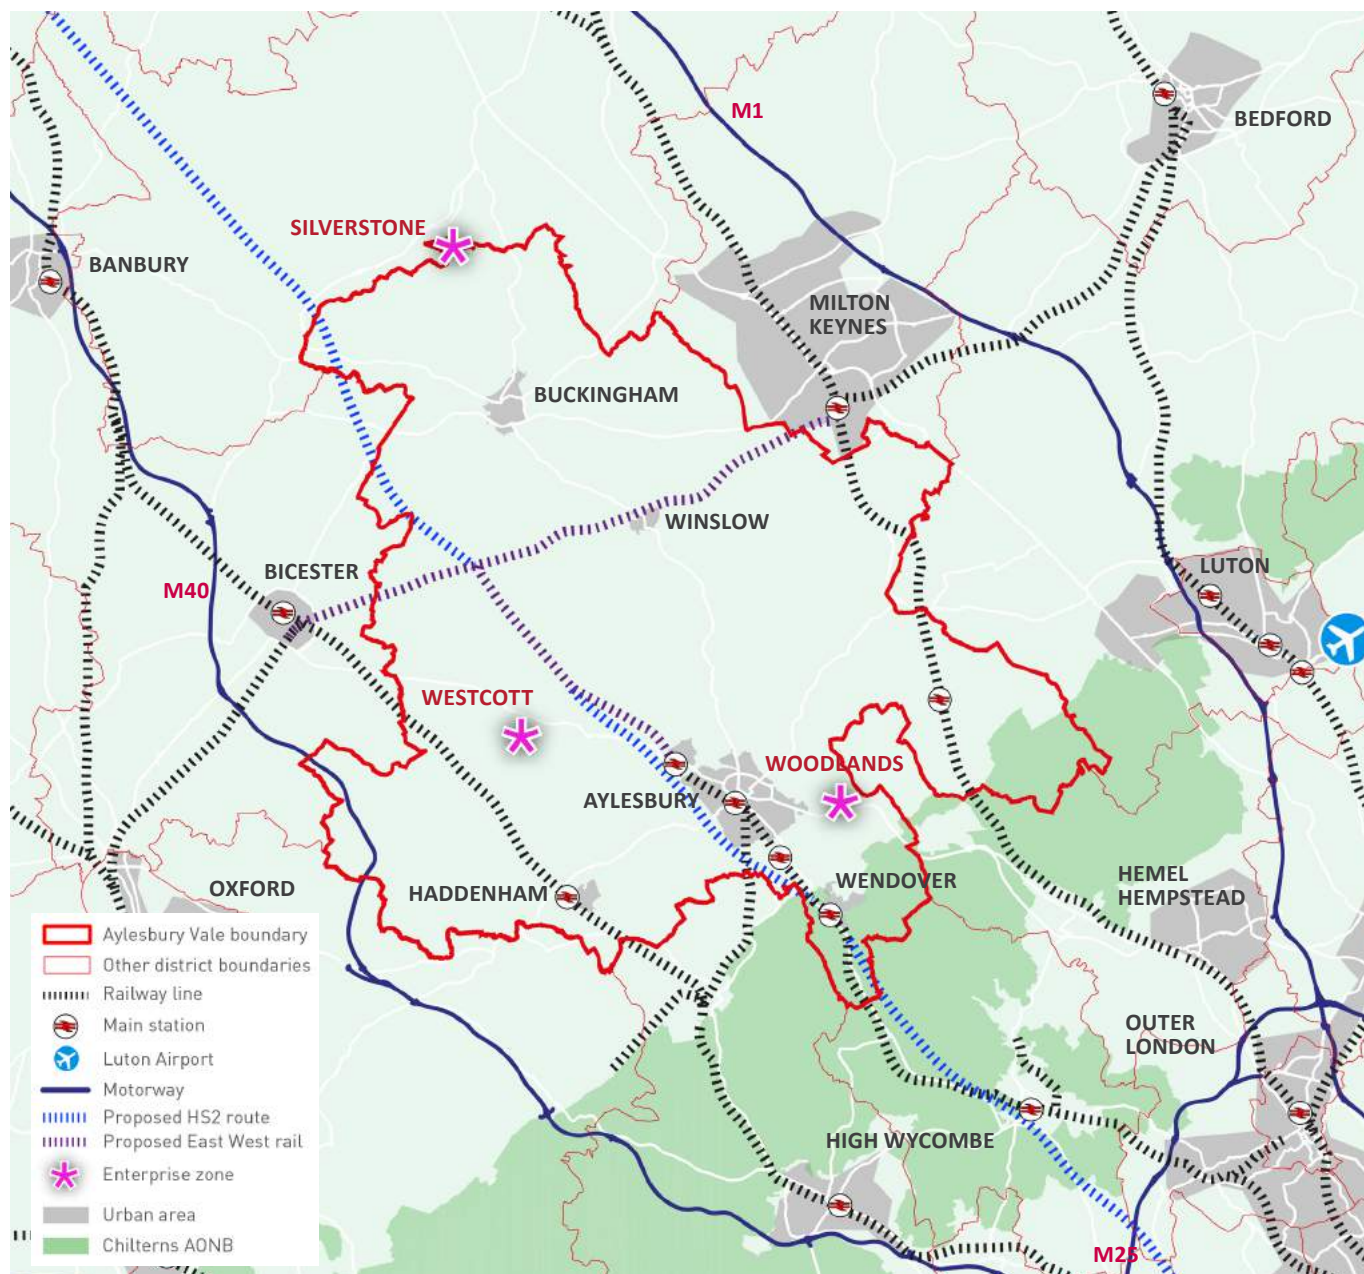 M1
BEDFORD
SILVERSTONE
BANBURY
MILTON
KEYNES
BUCKINGHAM
WINSLOW
BICESTER
M40
LUTON
WESTCOTT
WOODLANDS
AYLESBURY
HADDENHAM
WENDOVER
OXFORD
HEMEL
HEMPSTEAD
OUTER
LONDON
HIGH WYCOMBE
M25
Aylesbury Vale boundary
Other district boundaries
Railway line
Main station
Luton Airport
Motorway
Proposed HS2 route
Proposed East West rail
Enterprise zone
Urban area
Chilterns AONB